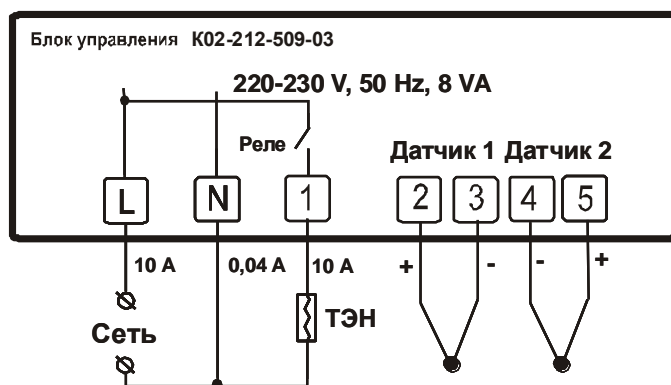 Блок управления К02-212-509-03
220-230 V, 50 Hz, 8 VA
Реле
Датчик 1 Датчик 2
L N 1 2 3 4 5
10 A 0,04 A 10 A + - - +
ТЭН
Сеть